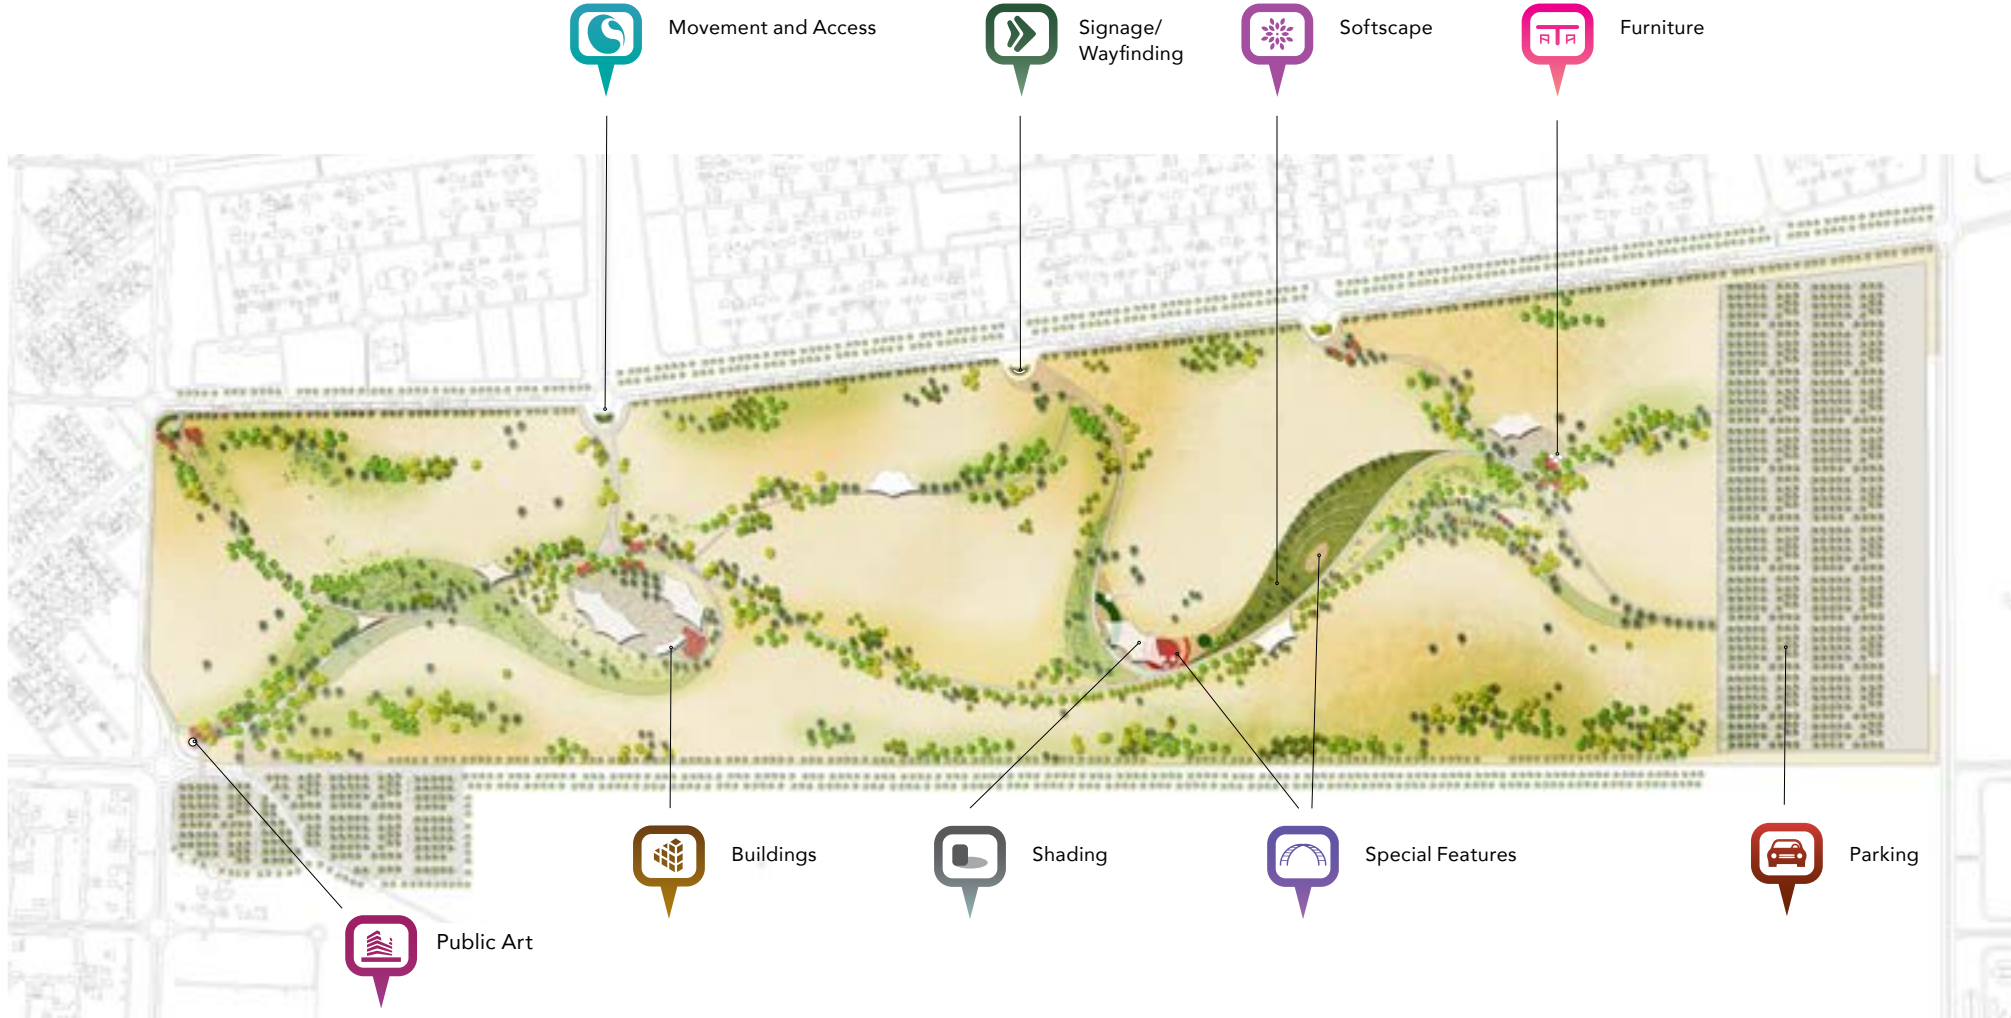 Movement and Access
Signage/
Wayfinding
Softscape
Furniture
Buildings
Shading
Special Features
Parking
Public Art